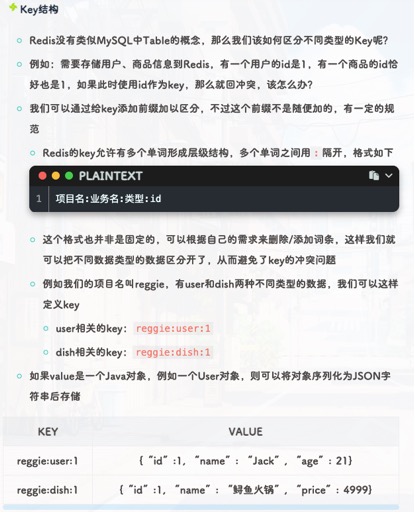 Key结构
Redis没有类似MySQL中Table的概念，那么我们该如何区分不同类型的Key呢？
例如：需要存储用户、商品信息到Redis，有一个用户的id是1，有一个商品的id恰
好也是1，如果此时使用id作为key，那么就回冲突，该怎么办？
我们可以通过给key添加前缀加以区分，不过这个前缀不是随便加的，有一定的规
范
Redis的key允许有多个单词形成层级结构，多个单词之间用 : 隔开，格式如下
PLAINTEXT
1 项目名:业务名:类型:id
这个格式也并非是固定的，可以根据自己的需求来删除/添加词条，这样我们就
可以把不同数据类型的数据区分开了，从而避免了key的冲突问题
例如我们的项目名叫reggie，有user和dish两种不同类型的数据，我们可以这样
定义key
user相关的key： reggie:user:1
dish相关的key： reggie:dish:1
如果value是一个Java对象，例如一个User对象，则可以将对象序列化为JSON字
符串后存储
KEY VALUE
reggie:user:1 { “id” :1, “name” : “Jack” , “age” : 21}
reggie:dish:1 { “id” :1, “name” : “鲟鱼火锅” , “price” : 4999}